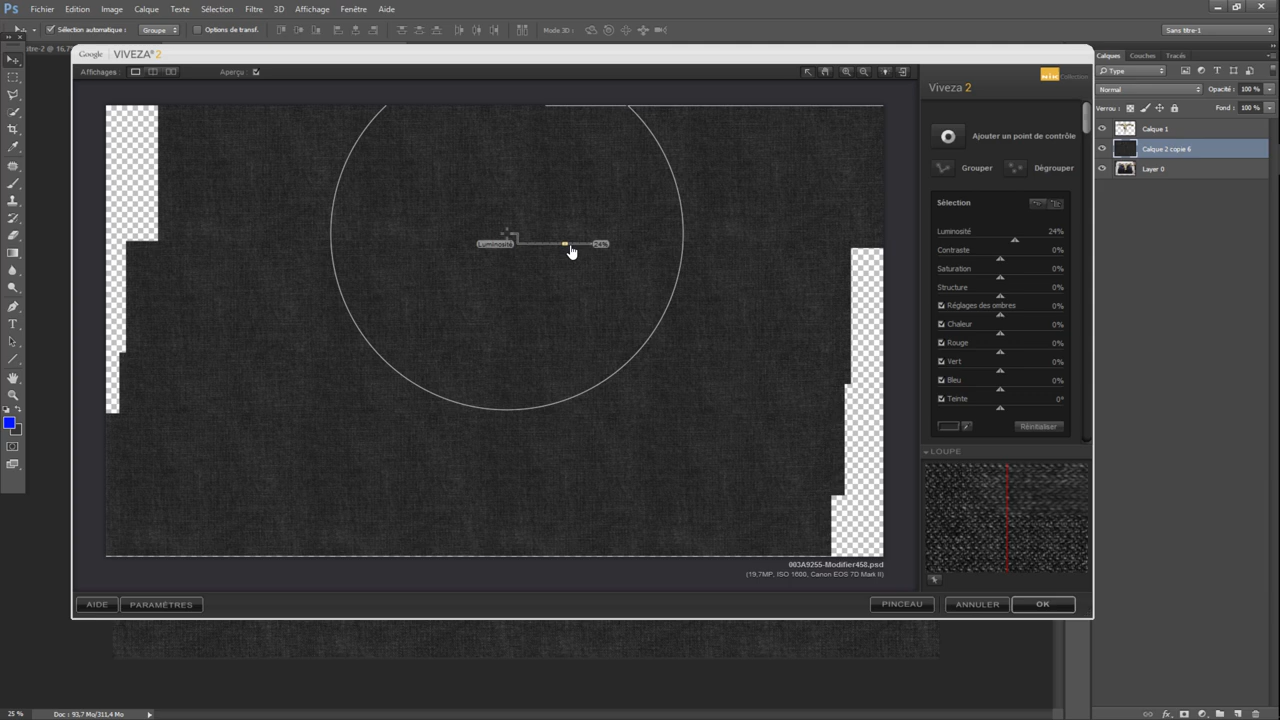 Ps Fichier Edition Image Calque Texte Sélection Filtre 3D Affichage Fenêtre Aide
Sélection automatique : Groupe Options de transf. Mode 3D : Sans titre-1
Google VIVEZA® 2
Affichages : Aperçu :
Luminosité 24%
003A9255-Modifier458.psd
(19,7MP, ISO 1600, Canon EOS 7D Mark II)
AIDE PARAMÈTRES PINCEAU ANNULER OK
nik Collection
Viveza 2
Ajouter un point de contrôle
Grouper Dégrouper
Sélection
Luminosité 24%
Contraste 0%
Saturation 0%
Structure 0%
Réglages des ombres 0%
Chaleur 0%
Rouge 0%
Vert 0%
Bleu 0%
Teinte 0°
Réinitialiser
LOUPE
Calques Couches Tracés
Type
Normal Opacité : 100 %
Verrou : Fond : 100 %
Calque 1
Calque 2 copie 6
Layer 0
25 % Doc : 93,7 Mo/311,4 Mo